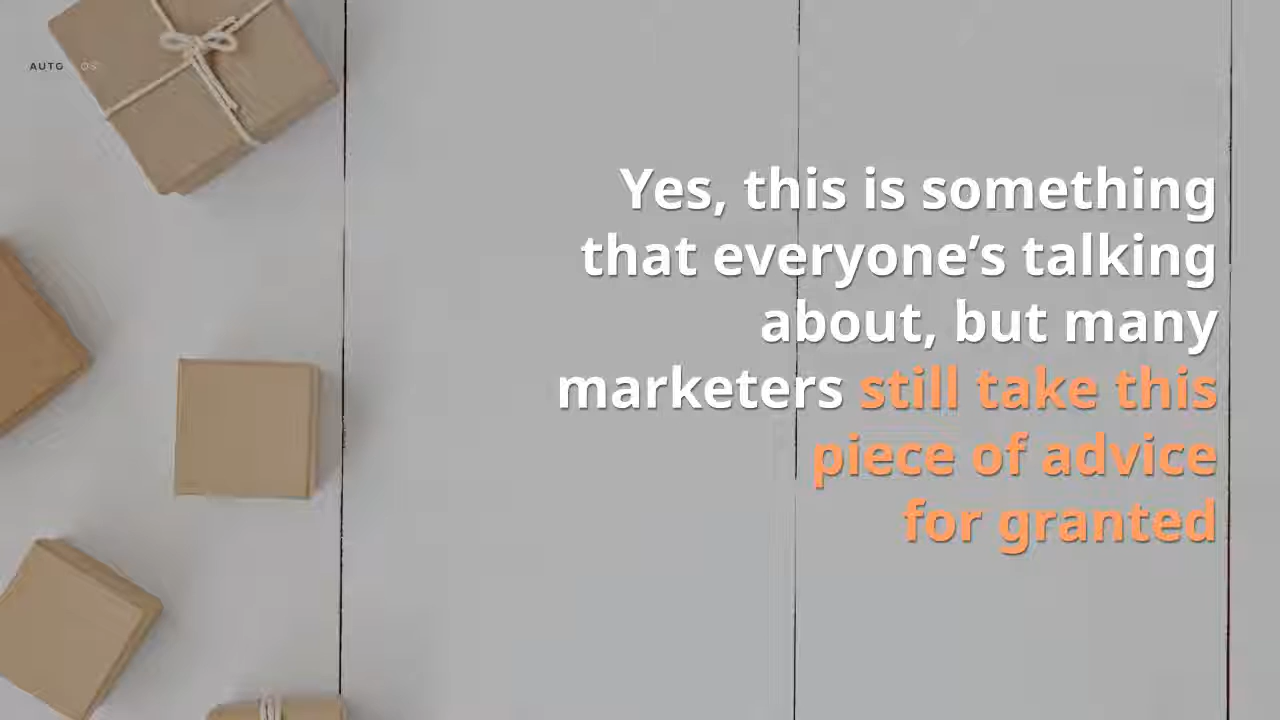 Yes, this is something
that everyone’s talking
about, but many
marketers still take this
piece of advice
for granted